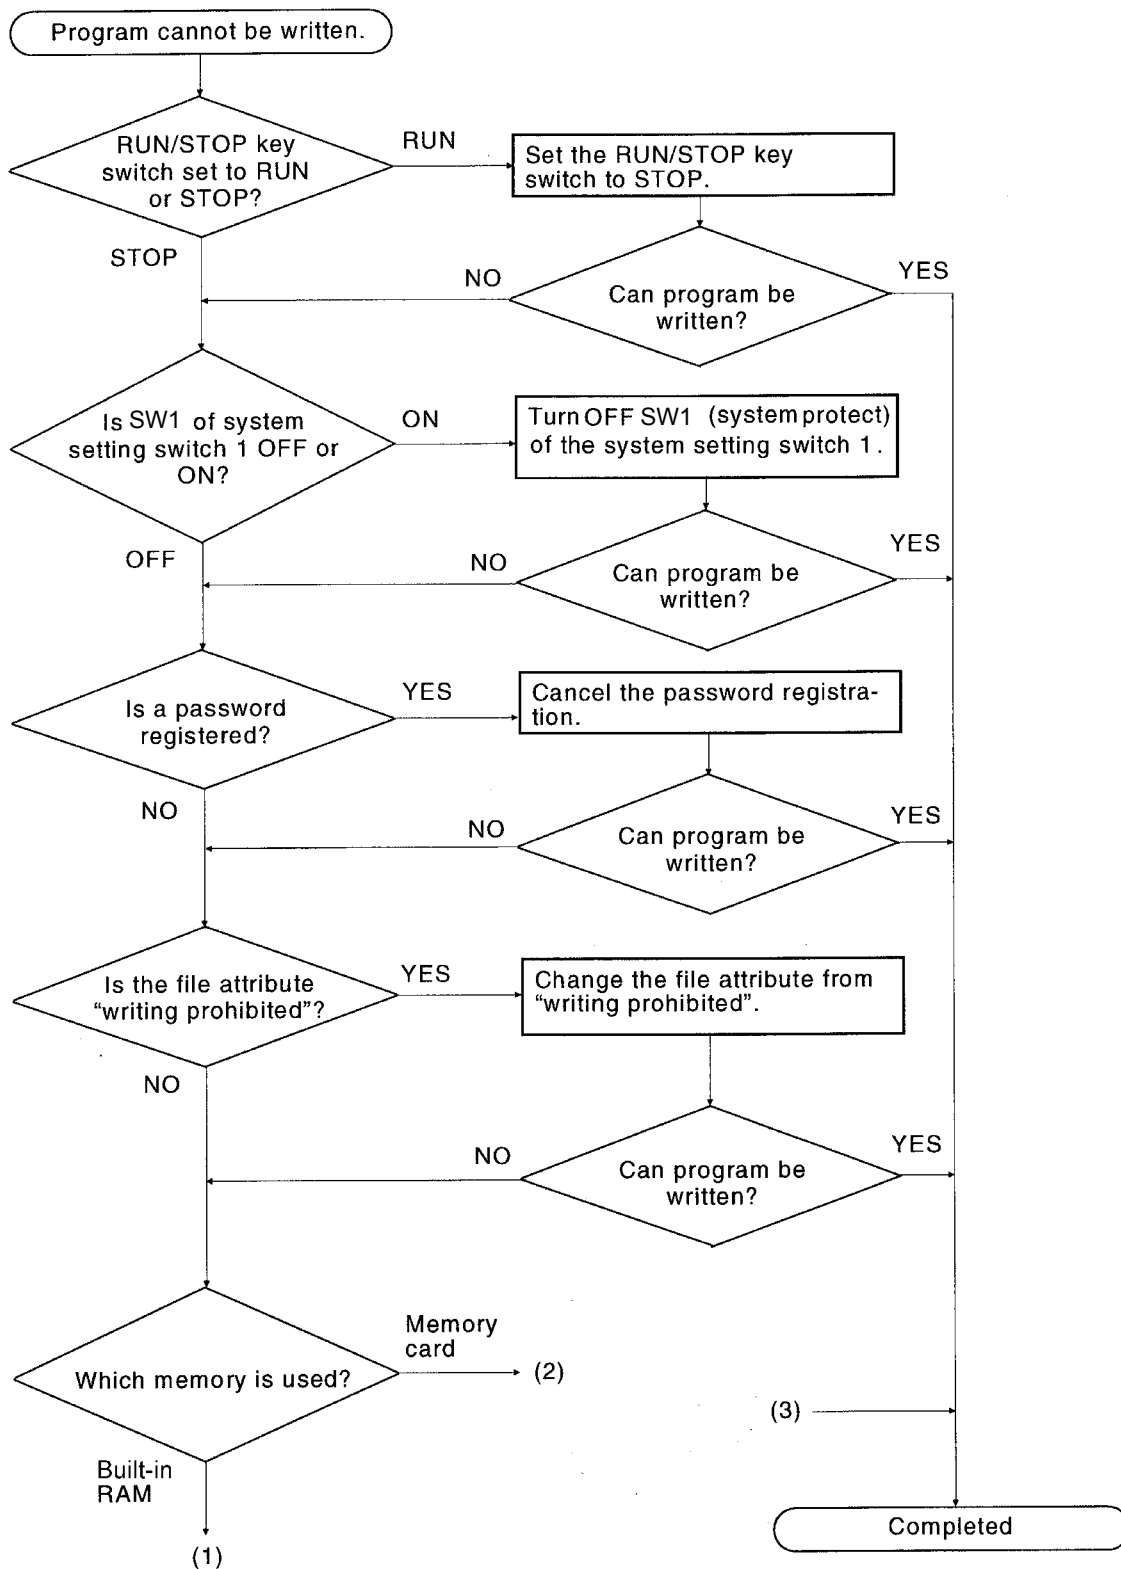 Program cannot be written.
RUN/STOP key
switch set to RUN
or STOP?
RUN
Set the RUN/STOP key
switch to STOP.
STOP
NO
YES
Can program be
written?
Is SW1 of system
setting switch 1 OFF or
ON?
ON
Turn OFF SW1 (system protect)
of the system setting switch 1.
OFF
NO
YES
Can program be
written?
Is a password
registered?
YES
Cancel the password registra-
tion.
NO
NO
YES
Can program be
written?
Is the file attribute
“writing prohibited”?
YES
Change the file attribute from
“writing prohibited”.
NO
NO
YES
Can program be
written?
Which memory is used?
Memory
card
(2)
(3)
Built-in
RAM
(1)
Completed